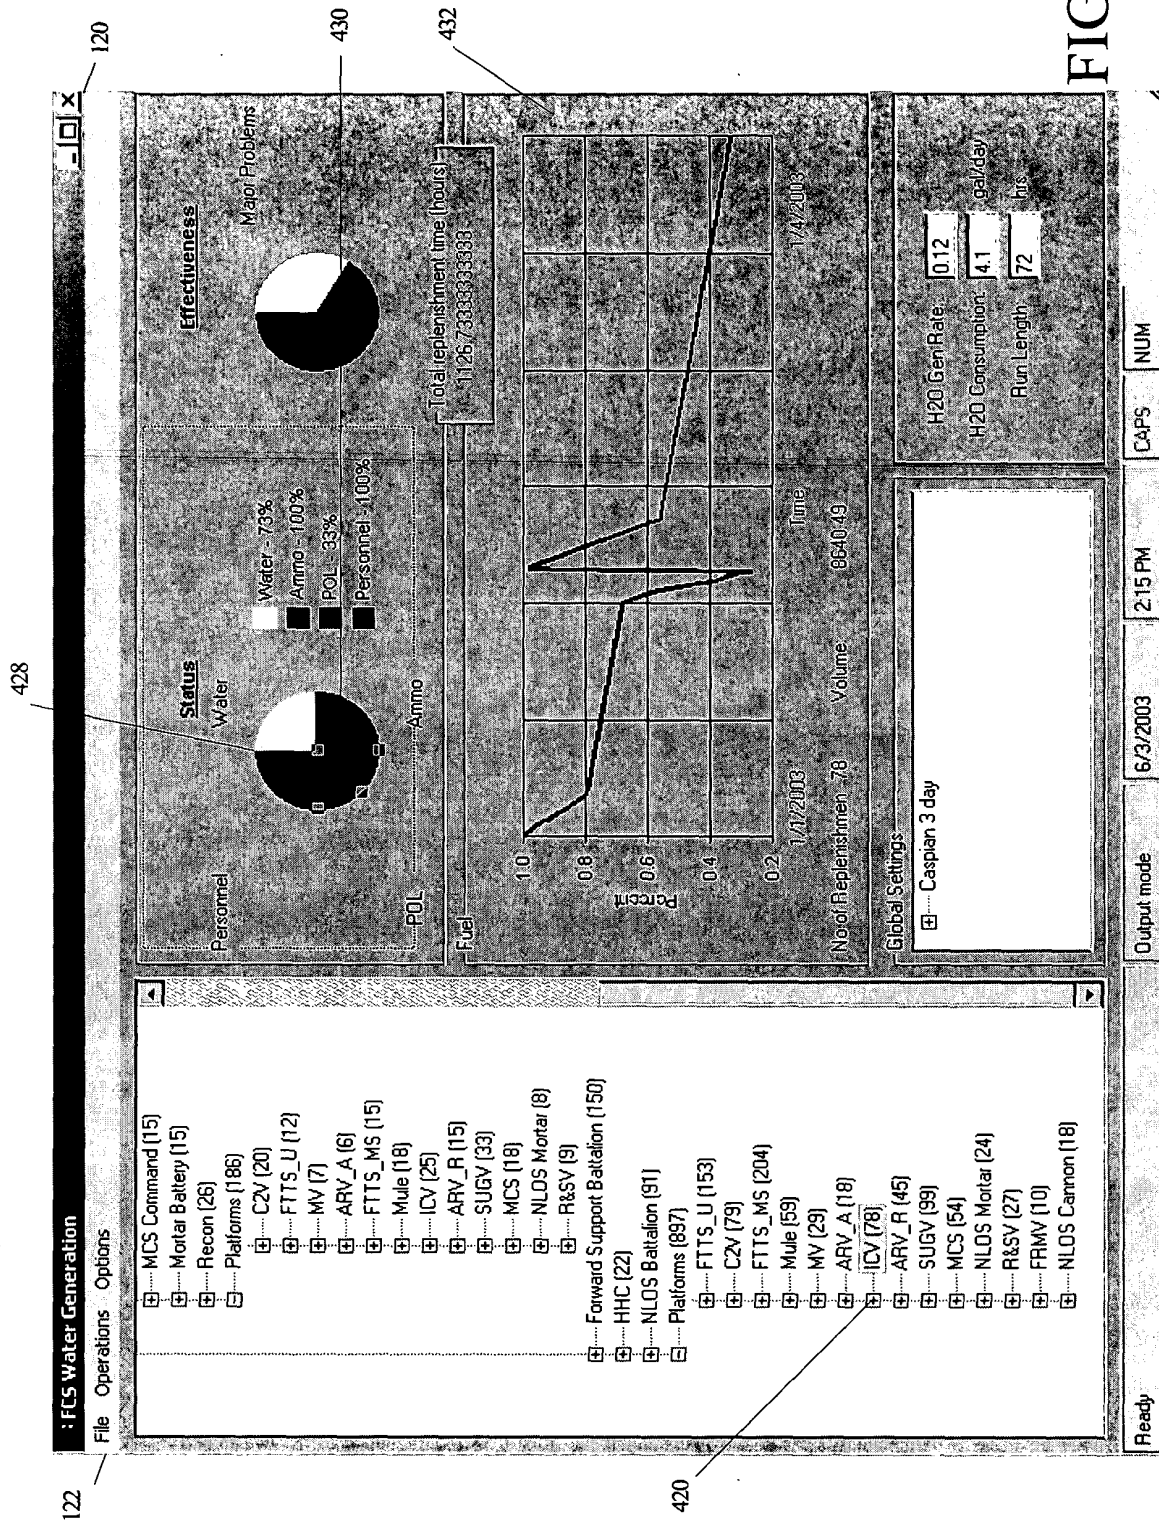 122
120
: FCS Water Generation
File Operations Options
MCS Command (15)
Mortar Battery (15)
Recon (26)
Platforms (186)
C2V (20)
FTTS_U (12)
MV (7)
ARV_A (6)
FTTS_MS (15)
Mule (18)
ICV (25)
ARV_R (15)
SUGV (33)
MCS (18)
NLOS Mortar (8)
R&SV (9)
Forward Support Battalion (150)
HHC (22)
NLOS Battalion (91)
Platforms (897)
FTTS_U (153)
C2V (79)
FTTS_MS (204)
Mule (59)
MV (29)
ARV_A (18)
ICV (78)
ARV_R (45)
SUGV (99)
MCS (54)
NLOS Mortar (24)
R&SV (27)
FRMV (10)
NLOS Cannon (18)
420
428
430
432
Status
Personnel
Water
POL
Ammo
Water - 73%
Ammo - 100%
POL - 33%
Personnel - 100%
Effectiveness
Major Problems
Fuel
Total replenishment time (hours)
1126.73333333333
Percent
1.0
0.8
0.6
0.4
0.2
1/1/2003
Time
1/4/2003
No of Replenishmen 78
Volume
8640.49
Global Settings
Caspian 3 day
H2O Gen Rate: 0.12
H2O Consumption: 4.1 gal/day
Run Length 72 hrs
Ready
Output mode
6/3/2003
2:15 PM
CAPS
NUM
FIG